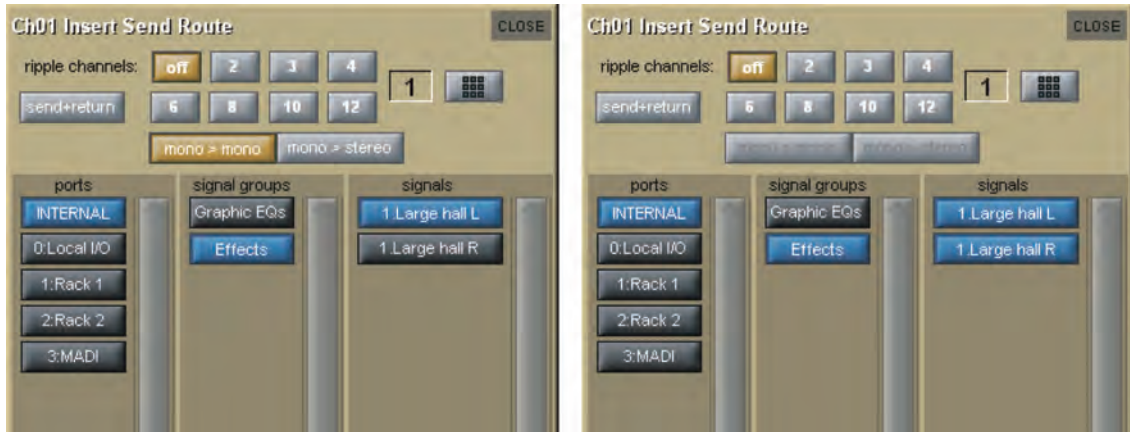 Ch01 Insert Send Route CLOSE
ripple channels: off 2 3 4
1
send+return 6 8 10 12
mono > mono mono > stereo
ports signal groups signals
INTERNAL Graphic EQs 1.Large hall L
0:Local I/O Effects 1.Large hall R
1:Rack 1
2:Rack 2
3:MADI
Ch01 Insert Send Route CLOSE
ripple channels: off 2 3 4
1
send+return 6 8 10 12
mono > stereo
ports signal groups signals
INTERNAL Graphic EQs 1.Large hall L
0:Local I/O Effects 1.Large hall R
1:Rack 1
2:Rack 2
3:MADI